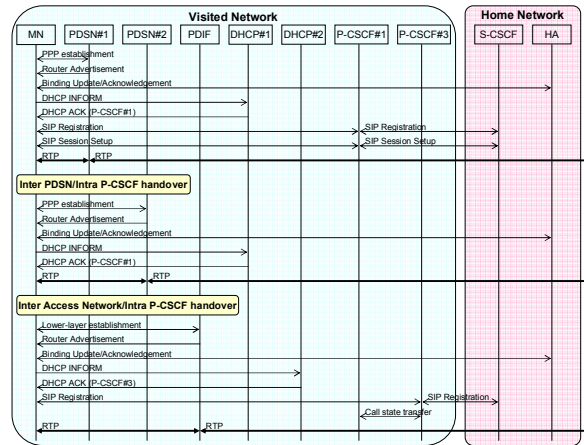 Visited Network
Home Network
MN PDSN#1 PDSN#2 PDIF DHCP#1 DHCP#2 P-CSCF#1 P-CSCF#3 S-CSCF HA
PPP establishment
Router Advertisement
Binding Update/Acknowledgement
DHCP INFORM
DHCP ACK (P-CSCF#1)
SIP Registration SIP Registration
SIP Session Setup SIP Session Setup
RTP RTP
Inter PDSN/Intra P-CSCF handover
PPP establishment
Router Advertisement
Binding Update/Acknowledgement
DHCP INFORM
DHCP ACK (P-CSCF#1)
RTP RTP
Inter Access Network/Intra P-CSCF handover
Lower-layer establishment
Router Advertisement
Binding Update/Acknowledgement
DHCP INFORM
DHCP ACK (P-CSCF#3)
SIP Registration SIP Registration
Call state transfer
RTP RTP